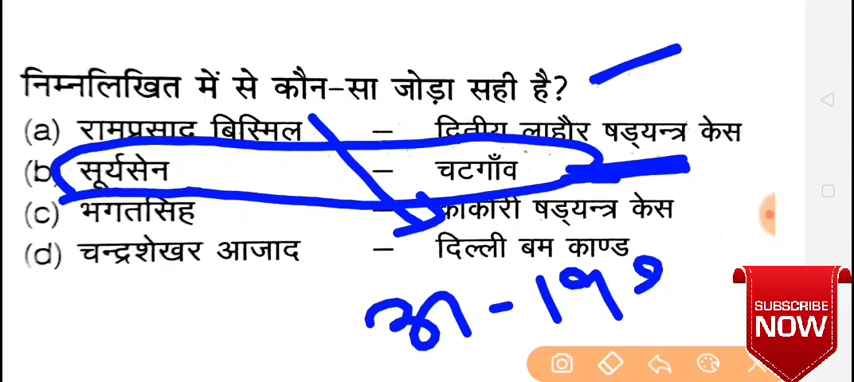 निम्नलिखित में से कौन-सा जोड़ा सही है?
(a) रामप्रसाद बिस्मिल – द्वितीय लाहौर षड्यन्त्र केस
(b) सूर्यसेन – चटगाँव
(c) भगतसिंह – काकोरी षड्यन्त्र केस
(d) चन्द्रशेखर आजाद – दिल्ली बम काण्ड
SUBSCRIBE
NOW